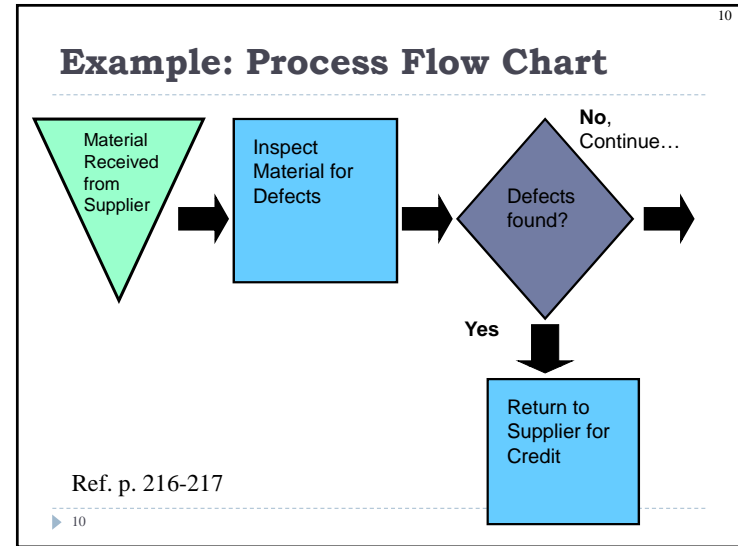 10
Example: Process Flow Chart
Material
Received
from
Supplier
Inspect
Material for
Defects
Defects
found?
No,
Continue…
Yes
Return to
Supplier for
Credit
Ref. p. 216-217
10